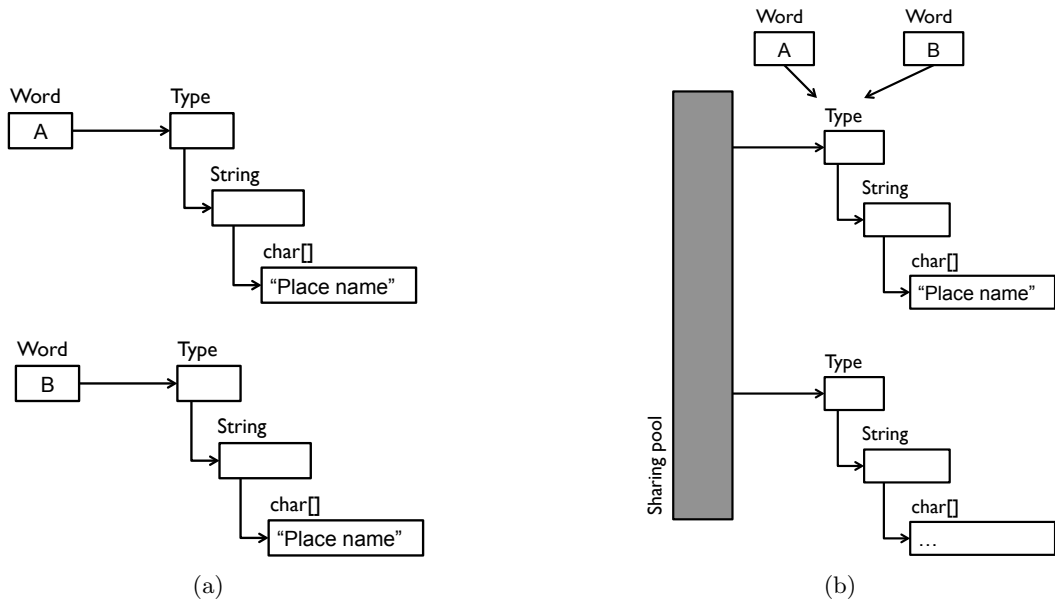 Word
A
Type
String
char[]
“Place name”
Word
B
Type
String
char[]
“Place name”
(a)
Word
A
Word
B
Type
String
char[]
“Place name”
Sharing pool
Type
String
char[]
...
(b)